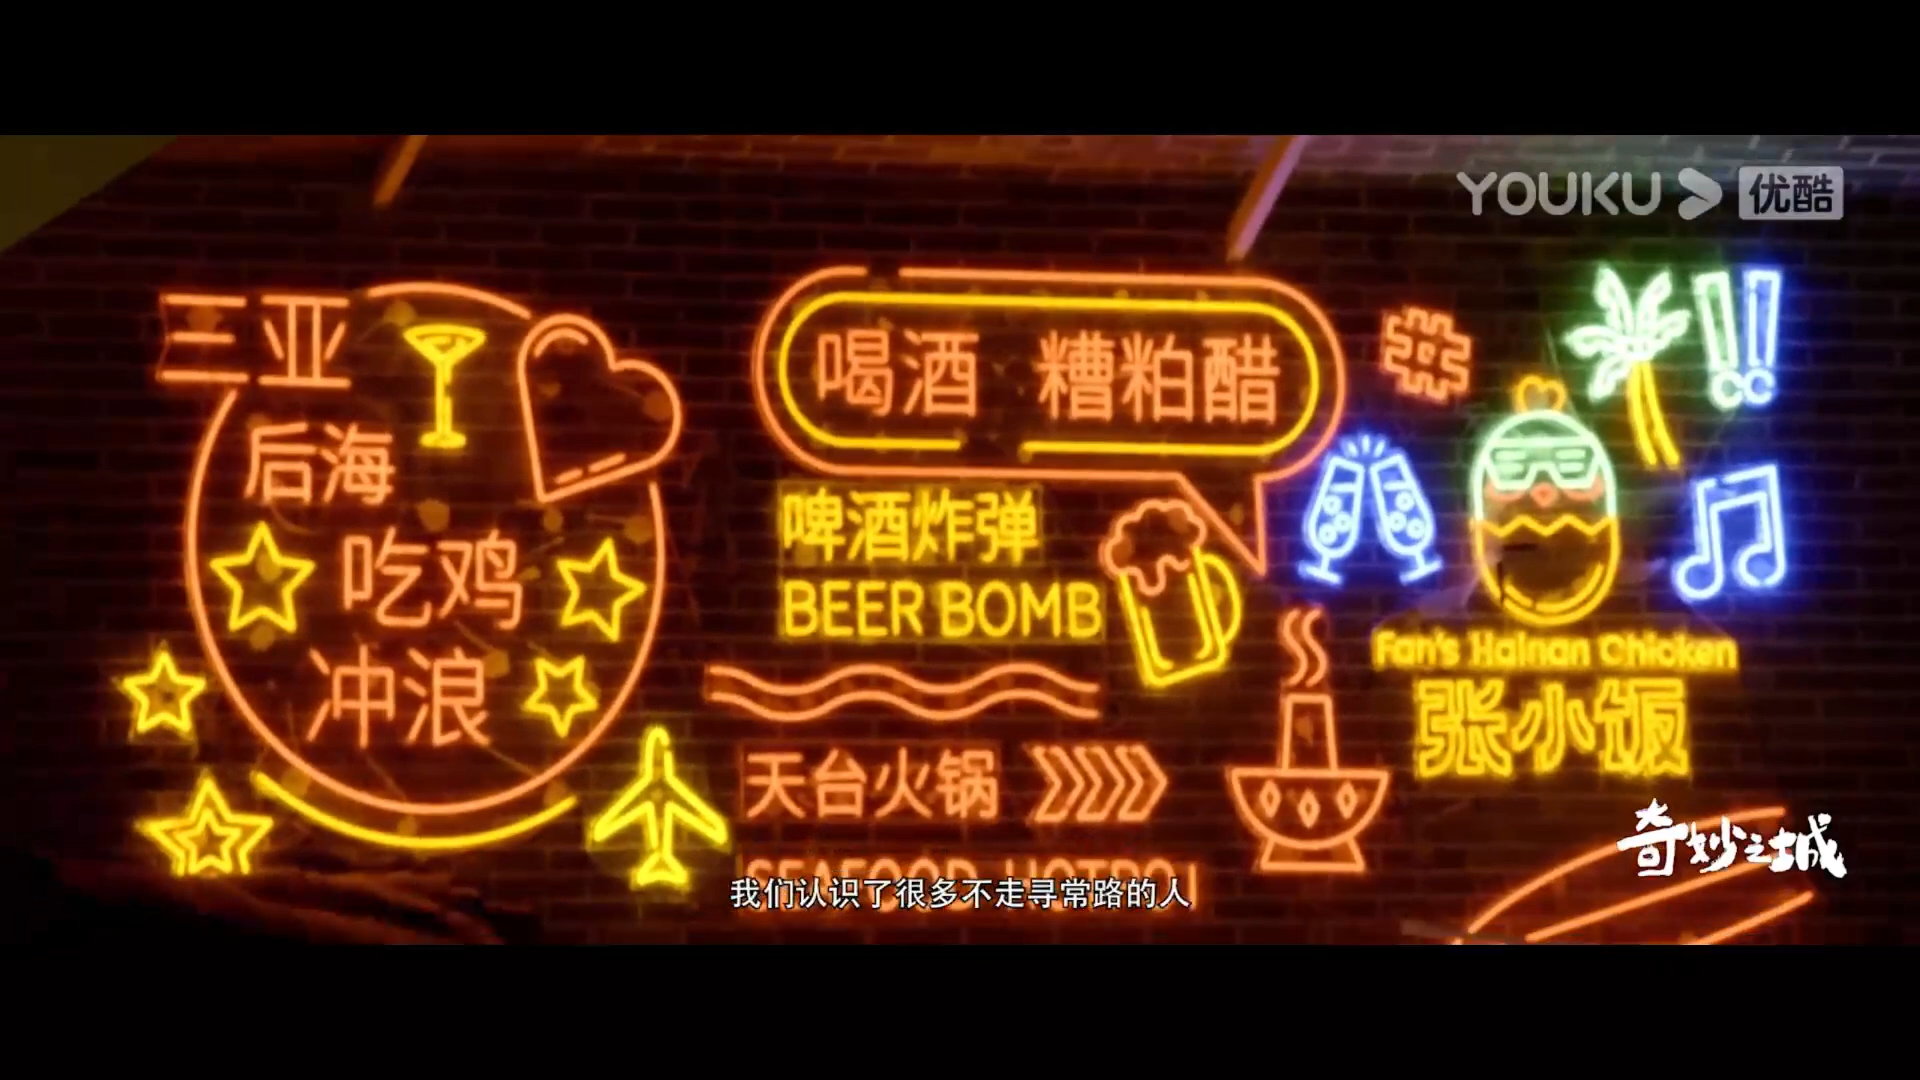 YOUKU 优酷
三亚
后海
吃鸡
冲浪
喝酒 糟粕醋
啤酒炸弹
BEER BOMB
天台火锅
SEAFOOD HOTPOT
Fan's Hainan Chicken
张小饭
奇妙之城
我们认识了很多不走寻常路的人